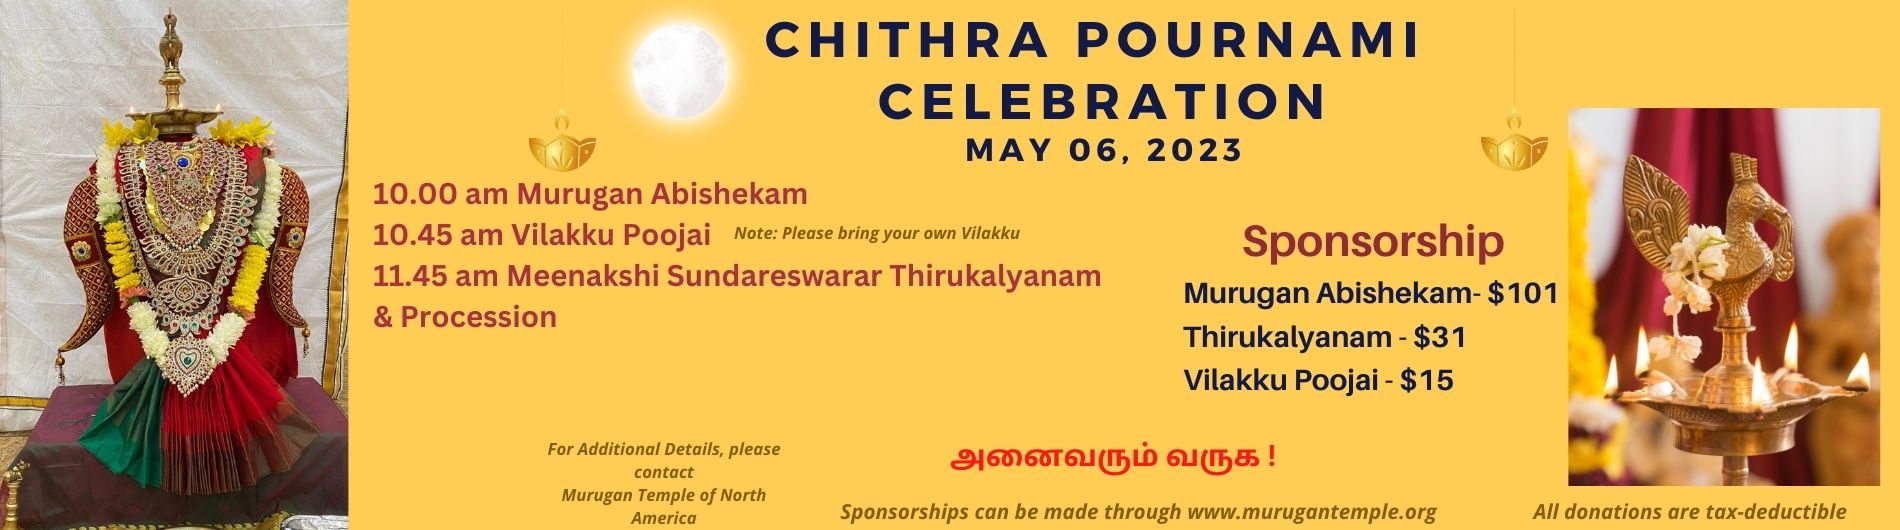 CHITHRA POURNAMI
CELEBRATION
MAY 06, 2023
10.00 am Murugan Abishekam
10.45 am Vilakku Poojai
Note: Please bring your own Vilakku
11.45 am Meenakshi Sundareswarar Thirukalyanam
& Procession
Sponsorship
Murugan Abishekam- $101
Thirukalyanam - $31
Vilakku Poojai - $15
For Additional Details, please
contact
Murugan Temple of North
America
அனைவரும் வருக !
Sponsorships can be made through www.murugantemple.org
All donations are tax-deductible